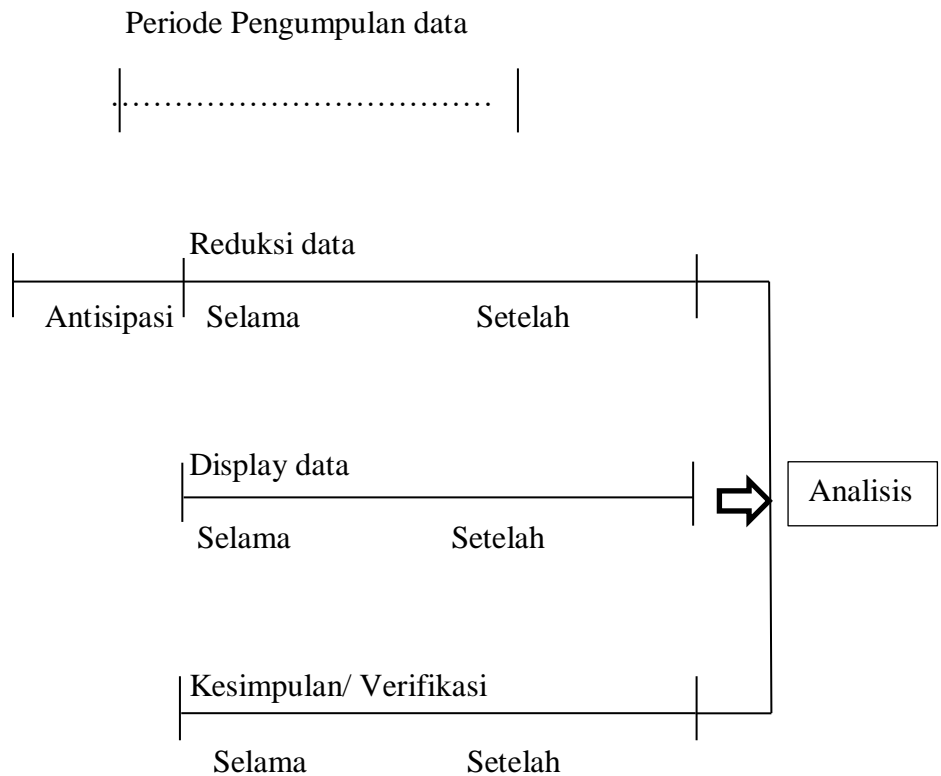 Periode Pengumpulan data
……………………………
Reduksi data
Antisipasi Selama Setelah
Display data
Analisis
Selama Setelah
Kesimpulan/ Verifikasi
Selama Setelah